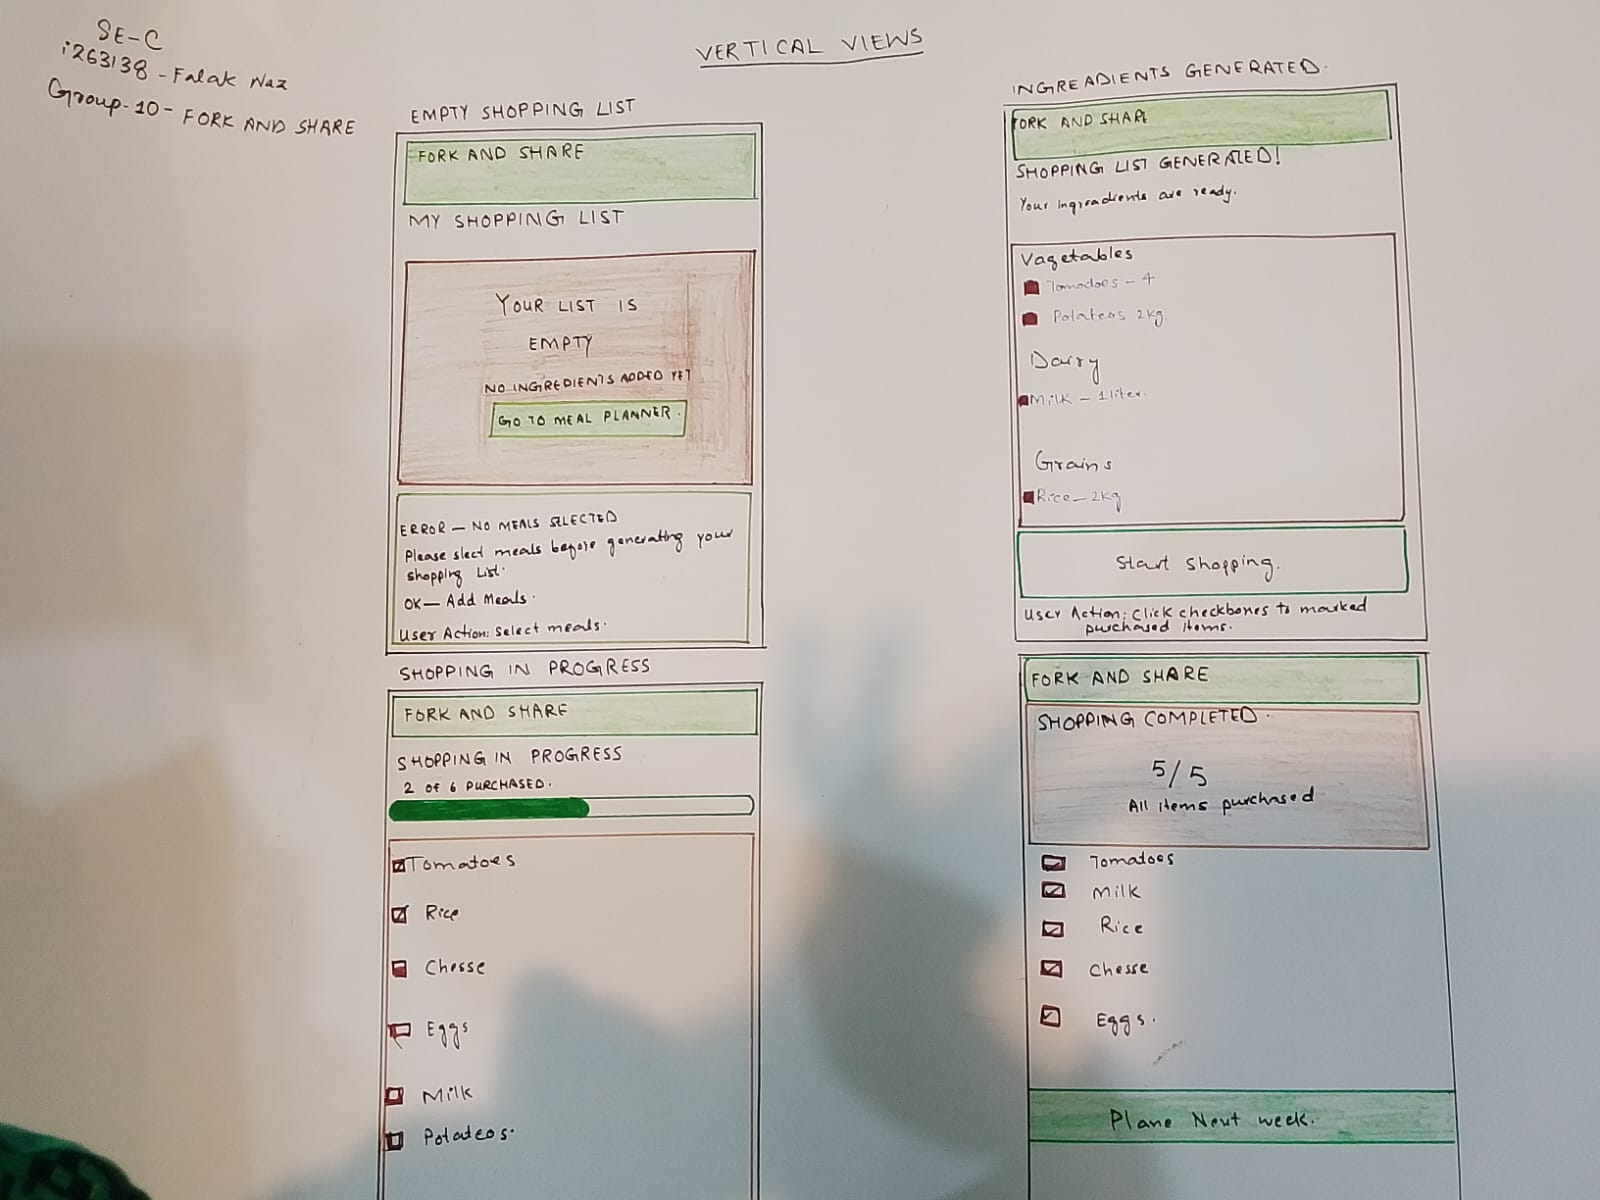 SE-C
i263138 - Falak Naz
Group-10 - FORK AND SHARE
VERTICAL VIEWS
EMPTY SHOPPING LIST
FORK AND SHARE
MY SHOPPING LIST
YOUR LIST IS
EMPTY
NO INGREDIENTS ADDED YET
GO TO MEAL PLANNER.
ERROR - NO MEALS SELECTED
Please slect meals before generating your
shopping List.
OK - Add Meals.
User Action: Select meals.
INGREADIENTS GENERATED.
FORK AND SHARE
SHOPPING LIST GENERATED!
Your ingreadients are ready.
Vagetables
Tomadoes - 4
Polateos 2kg.
Dairy
Milk - 1 liter.
Grains
Rice - 2kg
Start shopping.
User Action: Click checkbones to marked
purchased items.
SHOPPING IN PROGRESS
FORK AND SHARE
SHOPPING IN PROGRESS
2 OF 6 PURCHASED.
Tomatoes
Rice
Chesse
Eggs
Milk
Potateos.
FORK AND SHARE
SHOPPING COMPLETED.
5/5
All items purchased
Tomatoes
Milk
Rice
Chesse
Eggs.
Plane Next week.